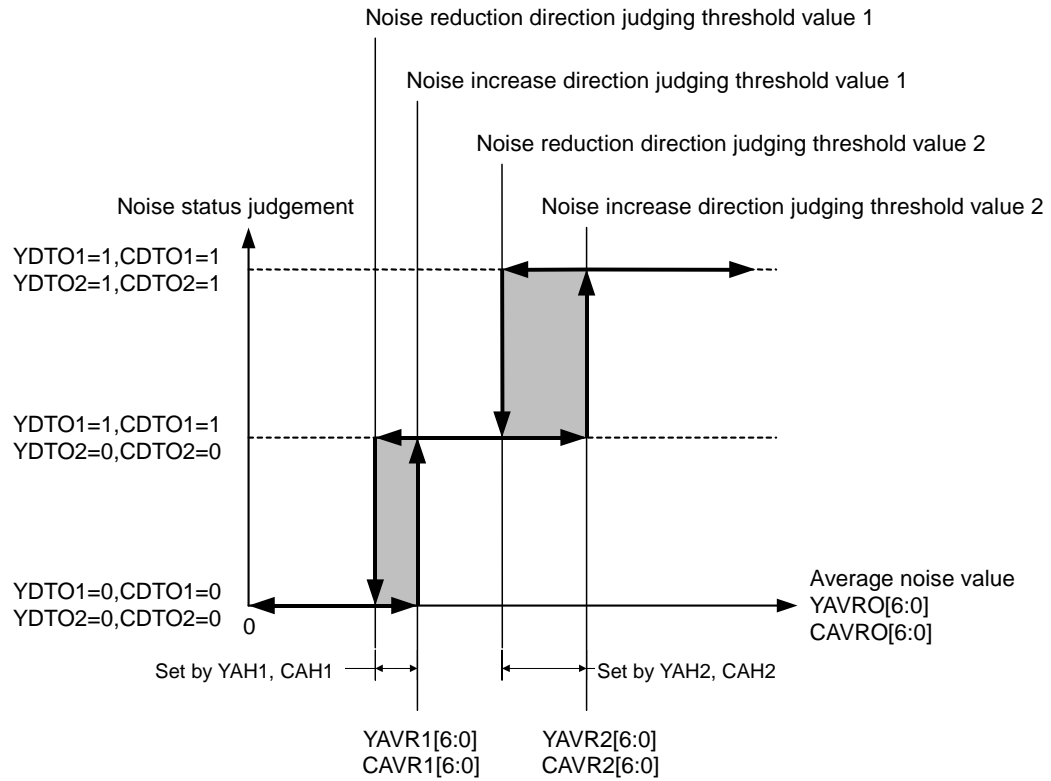 Noise reduction direction judging threshold value 1
Noise increase direction judging threshold value 1
Noise reduction direction judging threshold value 2
Noise status judgement
Noise increase direction judging threshold value 2
YDTO1=1,CDTO1=1
YDTO2=1,CDTO2=1
YDTO1=1,CDTO1=1
YDTO2=0,CDTO2=0
YDTO1=0,CDTO1=0
YDTO2=0,CDTO2=0
0
Average noise value
YAVRO[6:0]
CAVRO[6:0]
Set by YAH1, CAH1
Set by YAH2, CAH2
YAVR1[6:0]
CAVR1[6:0]
YAVR2[6:0]
CAVR2[6:0]